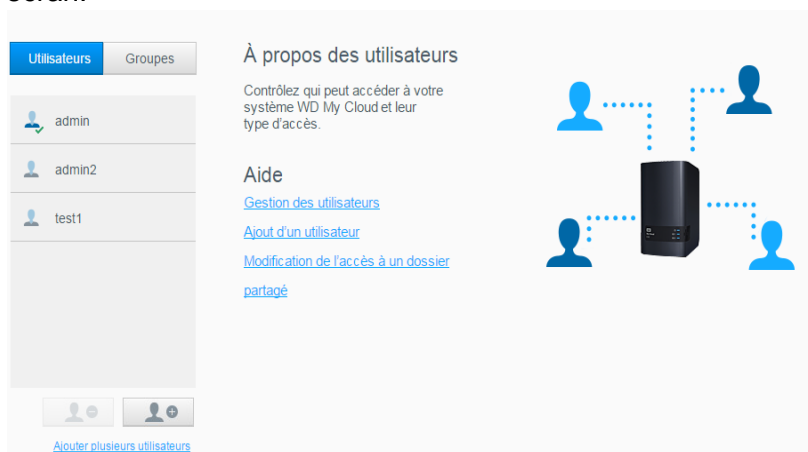 Utilisateurs
Groupes
admin
admin2
test1
Ajouter plusieurs utilisateurs
À propos des utilisateurs
Contrôlez qui peut accéder à votre
système WD My Cloud et leur
type d'accès.
Aide
Gestion des utilisateurs
Ajout d'un utilisateur
Modification de l'accès à un dossier
partagé